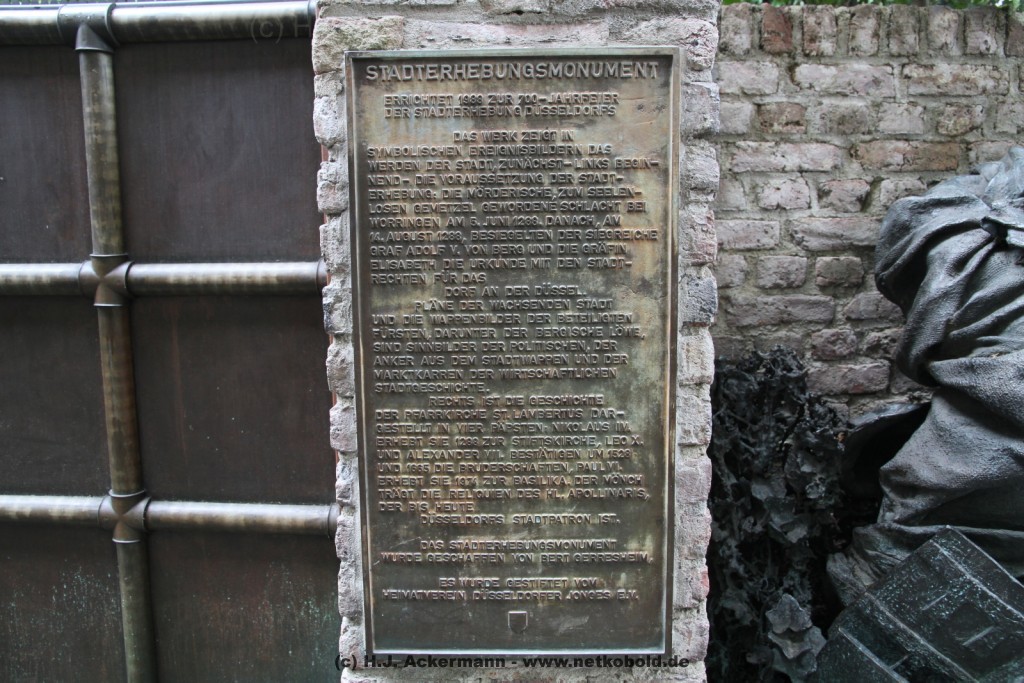 STADTERHEBUNGSMONUMENT
ERRICHTET 1988 ZUR 700-JAHRFEIER
DER STADTERHEBUNG DÜSSELDORFS
DAS WERK ZEIGT IN
SYMBOLISCHEN EREIGNISBILDERN DAS
WERDEN DER STADT, ZUNÄCHST- LINKS BEGIN-
NEND- DIE VORAUSSETZUNG DER STADT-
ERHEBUNG: DIE MÖRDERISCHE, ZUM SEELEN-
LOSEN GEMETZEL GEWORDENE SCHLACHT BEI
WORRINGEN AM 5. JUNI 1288. DANACH, AM
14. AUGUST 1288, BESIEGELTEN DER SIEGREICHE
GRAF ADOLF V. VON BERG UND DIE GRÄFIN
ELISABETH DIE URKUNDE MIT DEN STADT-
RECHTEN FÜR DAS
DORF AN DER DÜSSEL.
PLÄNE DER WACHSENDEN STADT
UND DIE WAPPENBILDER DER BETEILIGTEN
FÜRSTEN, DARUNTER DER BERGISCHE LÖWE,
SIND SINNBILDER DER POLITISCHEN, DER
ANKER AUS DEM STADTWAPPEN UND DER
MARKTKARREN DER WIRTSCHAFTLICHEN
STADTGESCHICHTE.
RECHTS IST DIE GESCHICHTE
DER PFARRKIRCHE ST. LAMBERTUS DAR-
GESTELLT IN VIER PÄPSTEN: NIKOLAUS IV.
ERHEBT SIE 1288 ZUR STIFTSKIRCHE, LEO X.
UND ALEXANDER VII. BESTÄTIGEN UM
UND DIE BRUDERSCHAFTEN, PAUL VI.
ERHEBT SIE 1974 ZUR BASILIKA. DER MÖNCH
TRÄGT DIE RELIQUIEN DES HL. APOLLINARIS,
DER BIS HEUTE
DÜSSELDORFS STADTPATRON IST.
DAS STADTERHEBUNGSMONUMENT
WURDE GESCHAFFEN VON BERT GERRESHEIM.
ES WURDE GESTIFTET VOM
HEIMATVEREIN DÜSSELDORFER JONGES E.V.
(c) H.J. Ackermann - www.netkobold.de